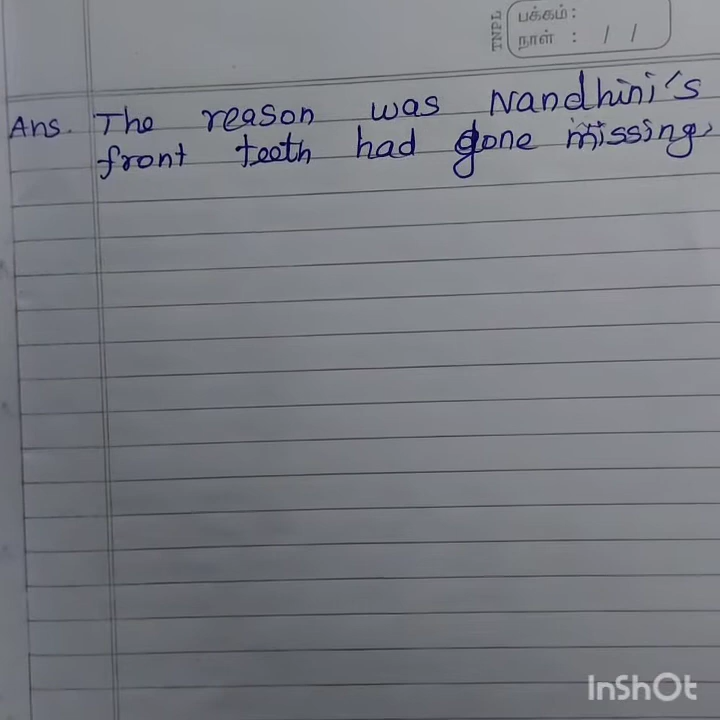 TNPL
பக்கம் :
நாள் : / /
Ans. The reason was Nandhini's
front teeth had gone missing,
InShOt